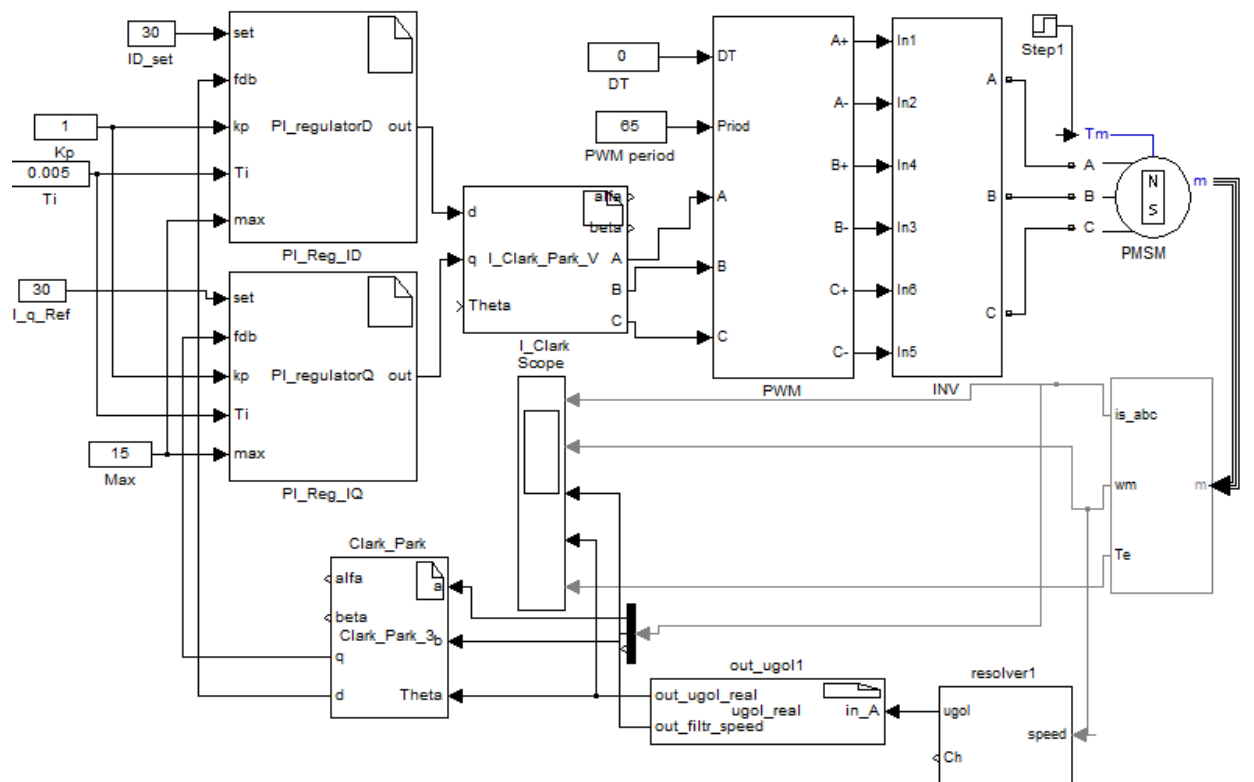 30
ID_set
1
Kp
0.005
Ti
set
fdb
kp
Ti
max
PI_regulatorD
out
PI_Reg_ID
30
I_q_Ref
15
Max
set
fdb
kp
Ti
max
PI_regulatorQ
out
PI_Reg_IQ
d
q
Theta
I_Clark_Park_V
alfa
beta
A
B
C
I_Clark
0
DT
65
PWM period
DT
Priod
A
B
C
A+
A-
B+
B-
C+
C-
PWM
In1
In2
In4
In3
In6
In5
A
B
C
INV
Step1
Tm
A
B
C
N
S
m
PMSM
Scope
is_abc
wm
Te
m
Clark_Park
alfa
beta
Clark_Park_3
q
d
a
b
Theta
out_ugol1
out_ugol_real
ugol_real
out_filtr_speed
in_A
resolver1
ugol
speed
Ch